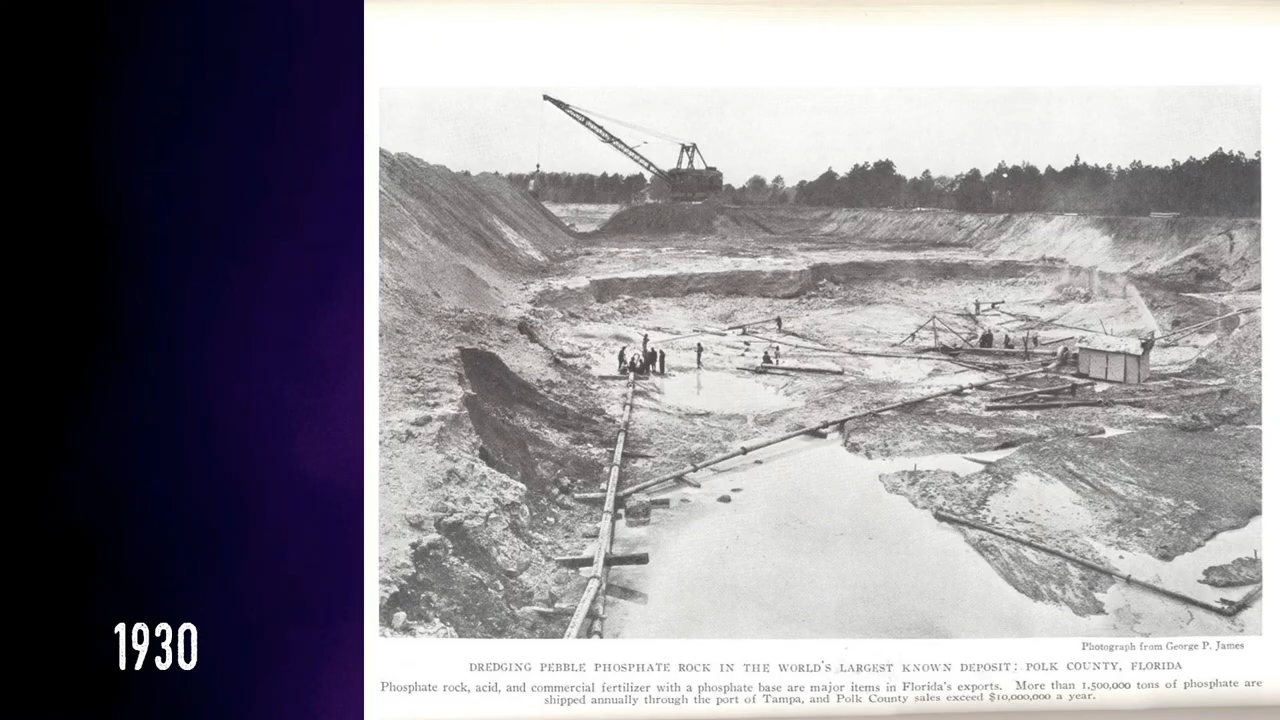 1930
Photograph from George P. James
DREDGING PEBBLE PHOSPHATE ROCK IN THE WORLD'S LARGEST KNOWN DEPOSIT: POLK COUNTY, FLORIDA
Phosphate rock, acid, and commercial fertilizer with a phosphate base are major items in Florida's exports. More than 1,500,000 tons of phosphate are
shipped annually through the port of Tampa, and Polk County sales exceed $10,000,000 a year.